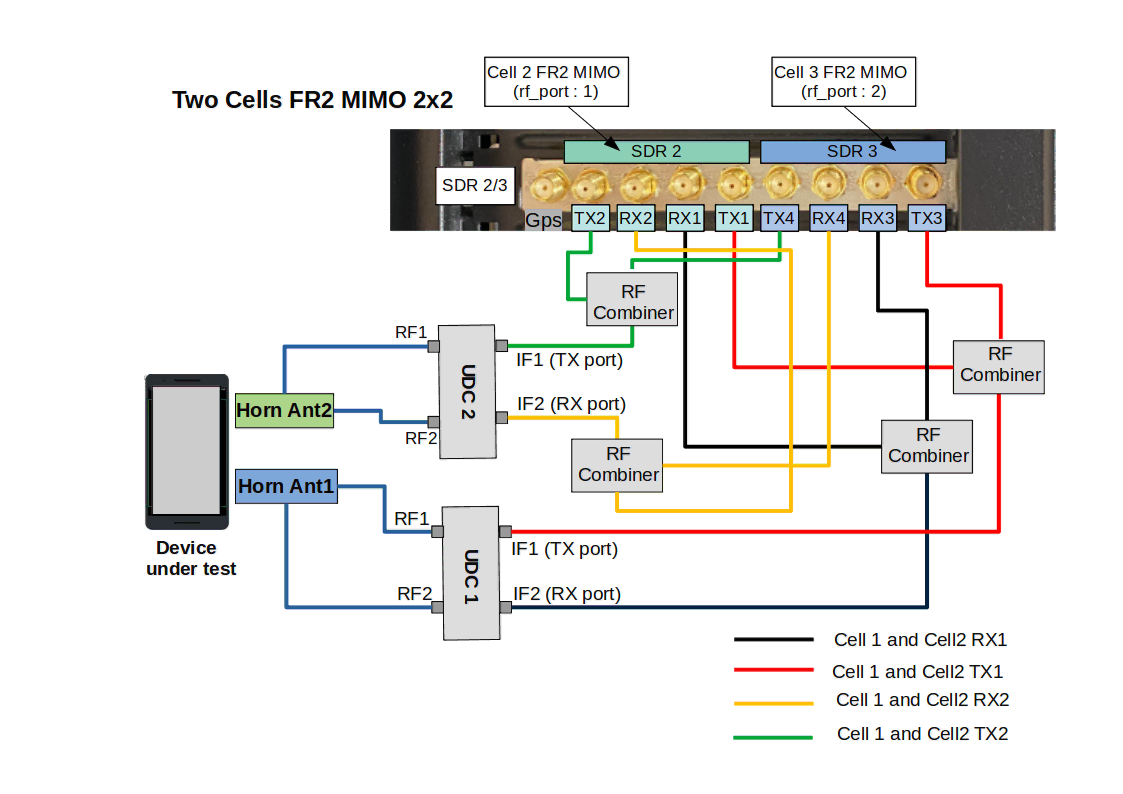 Two Cells FR2 MIMO 2x2
Cell 2 FR2 MIMO
(rf_port : 1)
Cell 3 FR2 MIMO
(rf_port : 2)
SDR 2
SDR 3
SDR 2/3
Gps
TX2
RX2
RX1
TX1
TX4
RX4
RX3
TX3
RF
Combiner
RF1
IF1 (TX port)
UDC 2
RF
Combiner
Horn Ant2
IF2 (RX port)
RF2
RF
Combiner
RF
Combiner
Horn Ant1
RF1
IF1 (TX port)
UDC 1
Device
under test
RF2
IF2 (RX port)
Cell 1 and Cell2 RX1
Cell 1 and Cell2 TX1
Cell 1 and Cell2 RX2
Cell 1 and Cell2 TX2